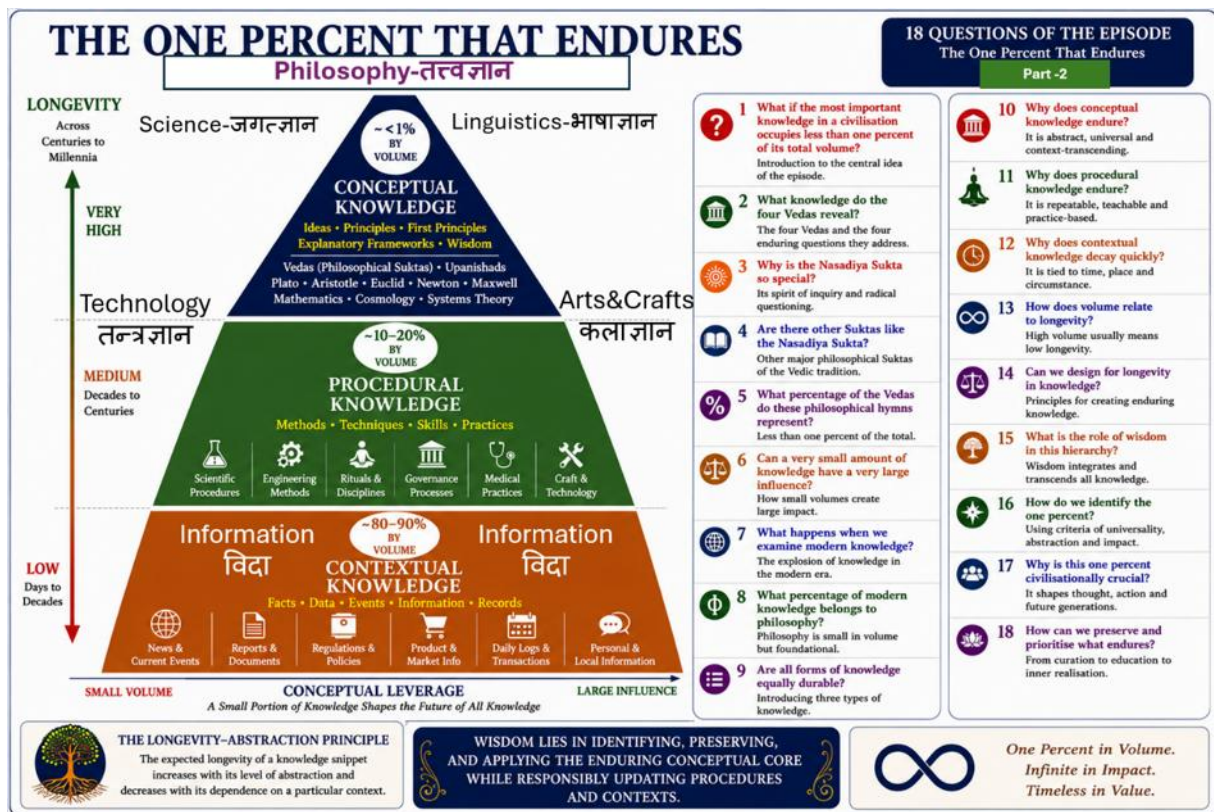 THE ONE PERCENT THAT ENDURES
Philosophy-तत्त्वज्ञान
18 QUESTIONS OF THE EPISODE
The One Percent That Endures
Part -2
LONGEVITY
Across
Centuries to
Millennia
VERY
HIGH
MEDIUM
Decades to
Centuries
LOW
Days to
Decades
Science-जगत्ज्ञान
Linguistics-भाषाज्ञान
Technology
तन्त्रज्ञान
Arts&Crafts
कलाज्ञान
~ <1%
BY
VOLUME
CONCEPTUAL
KNOWLEDGE
Ideas • Principles • First Principles
Explanatory Frameworks • Wisdom
Vedas (Philosophical Suktas) • Upanishads
Plato • Aristotle • Euclid • Newton • Maxwell
Mathematics • Cosmology • Systems Theory
~10–20%
BY
VOLUME
PROCEDURAL
KNOWLEDGE
Methods • Techniques • Skills • Practices
Scientific
Procedures
Engineering
Methods
Rituals &
Disciplines
Governance
Processes
Medical
Practices
Craft &
Technology
~80–90%
BY
VOLUME
Information
विदा
Information
विदा
CONTEXTUAL
KNOWLEDGE
Facts • Data • Events • Information • Records
News &
Current Events
Reports &
Documents
Regulations &
Policies
Product &
Market Info
Daily Logs &
Transactions
Personal &
Local Information
SMALL VOLUME
CONCEPTUAL LEVERAGE
LARGE INFLUENCE
A Small Portion of Knowledge Shapes the Future of All Knowledge
?
1
What if the most important
knowledge in a civilisation
occupies less than one percent
of its total volume?
Introduction to the central idea
of the episode.
2
What knowledge do the
four Vedas reveal?
The four Vedas and the four
enduring questions they address.
3
Why is the Nasadiya Sukta
so special?
Its spirit of inquiry and radical
questioning.
4
Are there other Suktas like
the Nasadiya Sukta?
Other major philosophical Suktas
of the Vedic tradition.
%
5
What percentage of the Vedas
do these philosophical hymns
represent?
Less than one percent of the total.
6
Can a very small amount of
knowledge have a very large
influence?
How small volumes create
large impact.
7
What happens when we
examine modern knowledge?
The explosion of knowledge
in the modern era.
Φ
8
What percentage of modern
knowledge belongs to
philosophy?
Philosophy is small in volume
but foundational.
9
Are all forms of knowledge
equally durable?
Introducing three types of
knowledge.
10
Why does conceptual
knowledge endure?
It is abstract, universal and
context-transcending.
11
Why does procedural
knowledge endure?
It is repeatable, teachable and
practice-based.
12
Why does contextual
knowledge decay quickly?
It is tied to time, place and
circumstance.
∞
13
How does volume relate
to longevity?
High volume usually means
low longevity.
14
Can we design for longevity
in knowledge?
Principles for creating enduring
knowledge.
15
What is the role of wisdom
in this hierarchy?
Wisdom integrates and
transcends all knowledge.
16
How do we identify the
one percent?
Using criteria of universality,
abstraction and impact.
17
Why is this one percent
civilisationally crucial?
It shapes thought, action and
future generations.
18
How can we preserve and
prioritise what endures?
From curation to education to
inner realisation.
THE LONGEVITY–ABSTRACTION PRINCIPLE
The expected longevity of a knowledge snippet
increases with its level of abstraction and
decreases with its dependence on a particular context.
WISDOM LIES IN IDENTIFYING, PRESERVING,
AND APPLYING THE ENDURING CONCEPTUAL CORE
WHILE RESPONSIBLY UPDATING PROCEDURES
AND CONTEXTS.
∞
One Percent in Volume.
Infinite in Impact.
Timeless in Value.